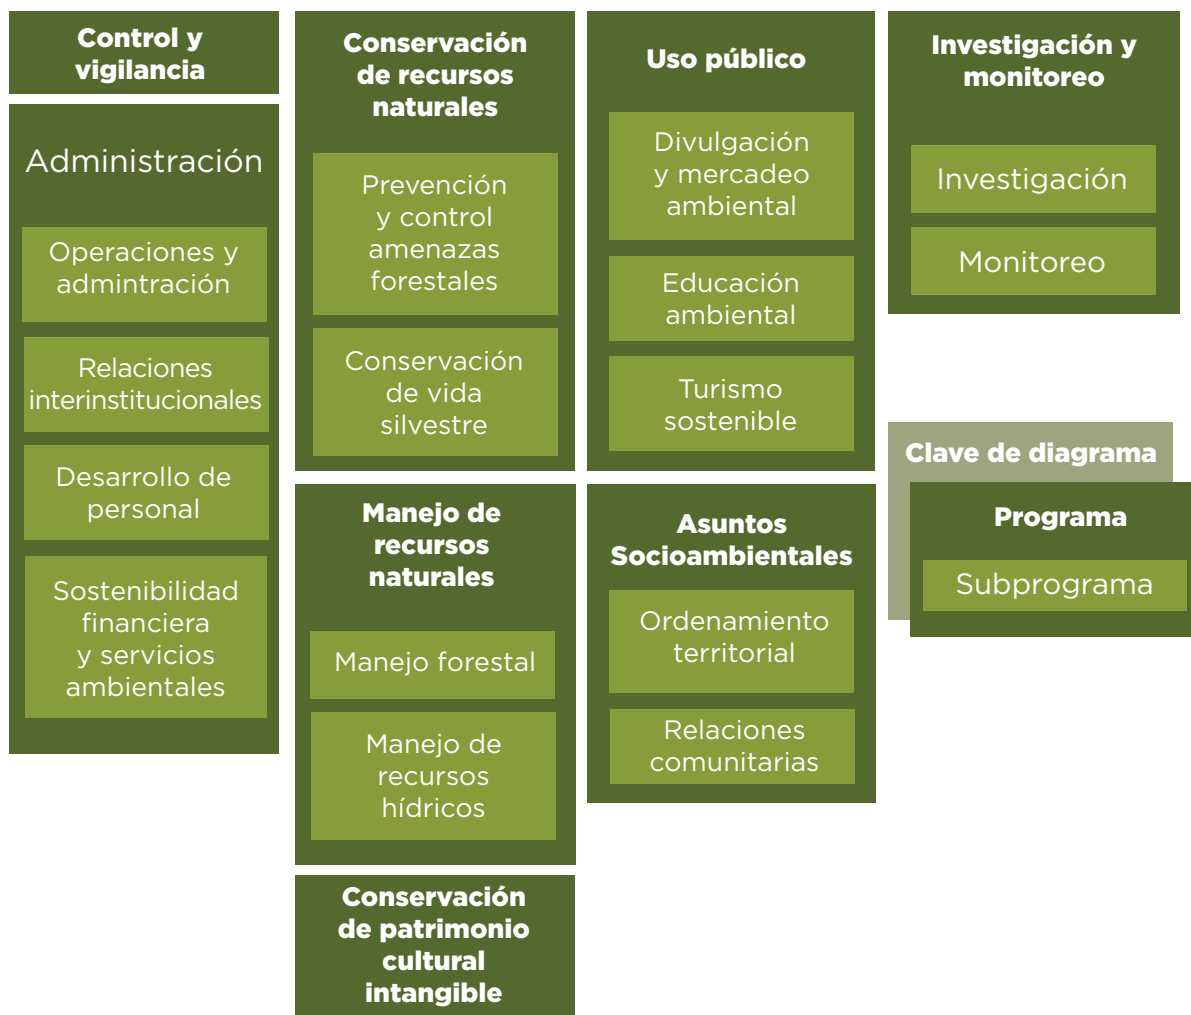 Control y
vigilancia
Administración
Operaciones y
admintración
Relaciones
interinstitucionales
Desarrollo de
personal
Sostenibilidad
financiera
y servicios
ambientales
Conservación
de recursos
naturales
Prevención
y control
amenazas
forestales
Conservación
de vida
silvestre
Manejo de
recursos
naturales
Manejo forestal
Manejo de
recursos
hídricos
Conservación
de patrimonio
cultural
intangible
Uso público
Divulgación
y mercadeo
ambiental
Educación
ambiental
Turismo
sostenible
Asuntos
Socioambientales
Ordenamiento
territorial
Relaciones
comunitarias
Investigación y
monitoreo
Investigación
Monitoreo
Clave de diagrama
Programa
Subprograma